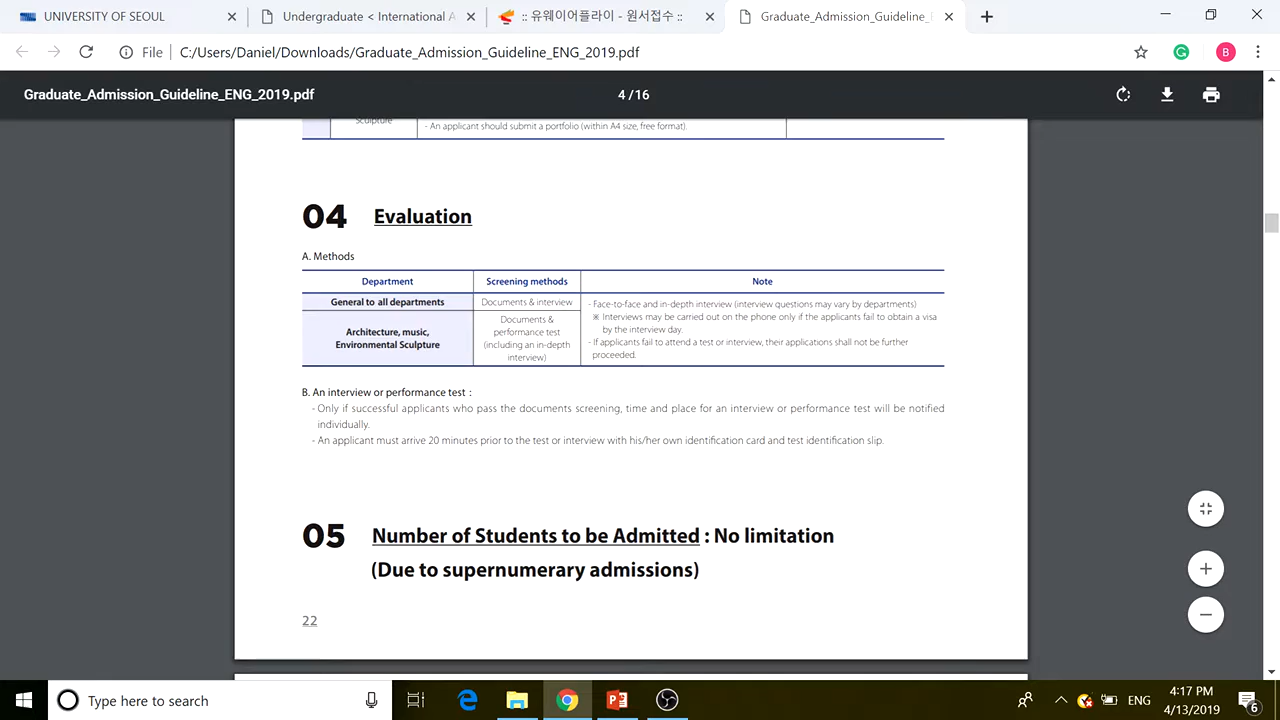 UNIVERSITY OF SEOUL
Undergraduate < International A
:: 유웨이어플라이 - 원서접수 ::
Graduate_Admission_Guideline_E
File | C:/Users/Daniel/Downloads/Graduate_Admission_Guideline_ENG_2019.pdf
B
Graduate_Admission_Guideline_ENG_2019.pdf
4 / 16
Sculpture
- An applicant should submit a portfolio (within A4 size, free format).
04 Evaluation
A. Methods
Department
Screening methods
Note
General to all departments
Documents & interview
Architecture, music,
Environmental Sculpture
Documents &
performance test
(including an in-depth
interview)
- Face-to-face and in-depth interview (interview questions may vary by departments)
※ Interviews may be carried out on the phone only if the applicants fail to obtain a visa
by the interview day.
- If applicants fail to attend a test or interview, their applications shall not be further
proceeded.
B. An interview or performance test :
- Only if successful applicants who pass the documents screening, time and place for an interview or performance test will be notified
individually.
- An applicant must arrive 20 minutes prior to the test or interview with his/her own identification card and test identification slip.
05 Number of Students to be Admitted : No limitation
(Due to supernumerary admissions)
22
Type here to search
ENG
4:17 PM
4/13/2019
6